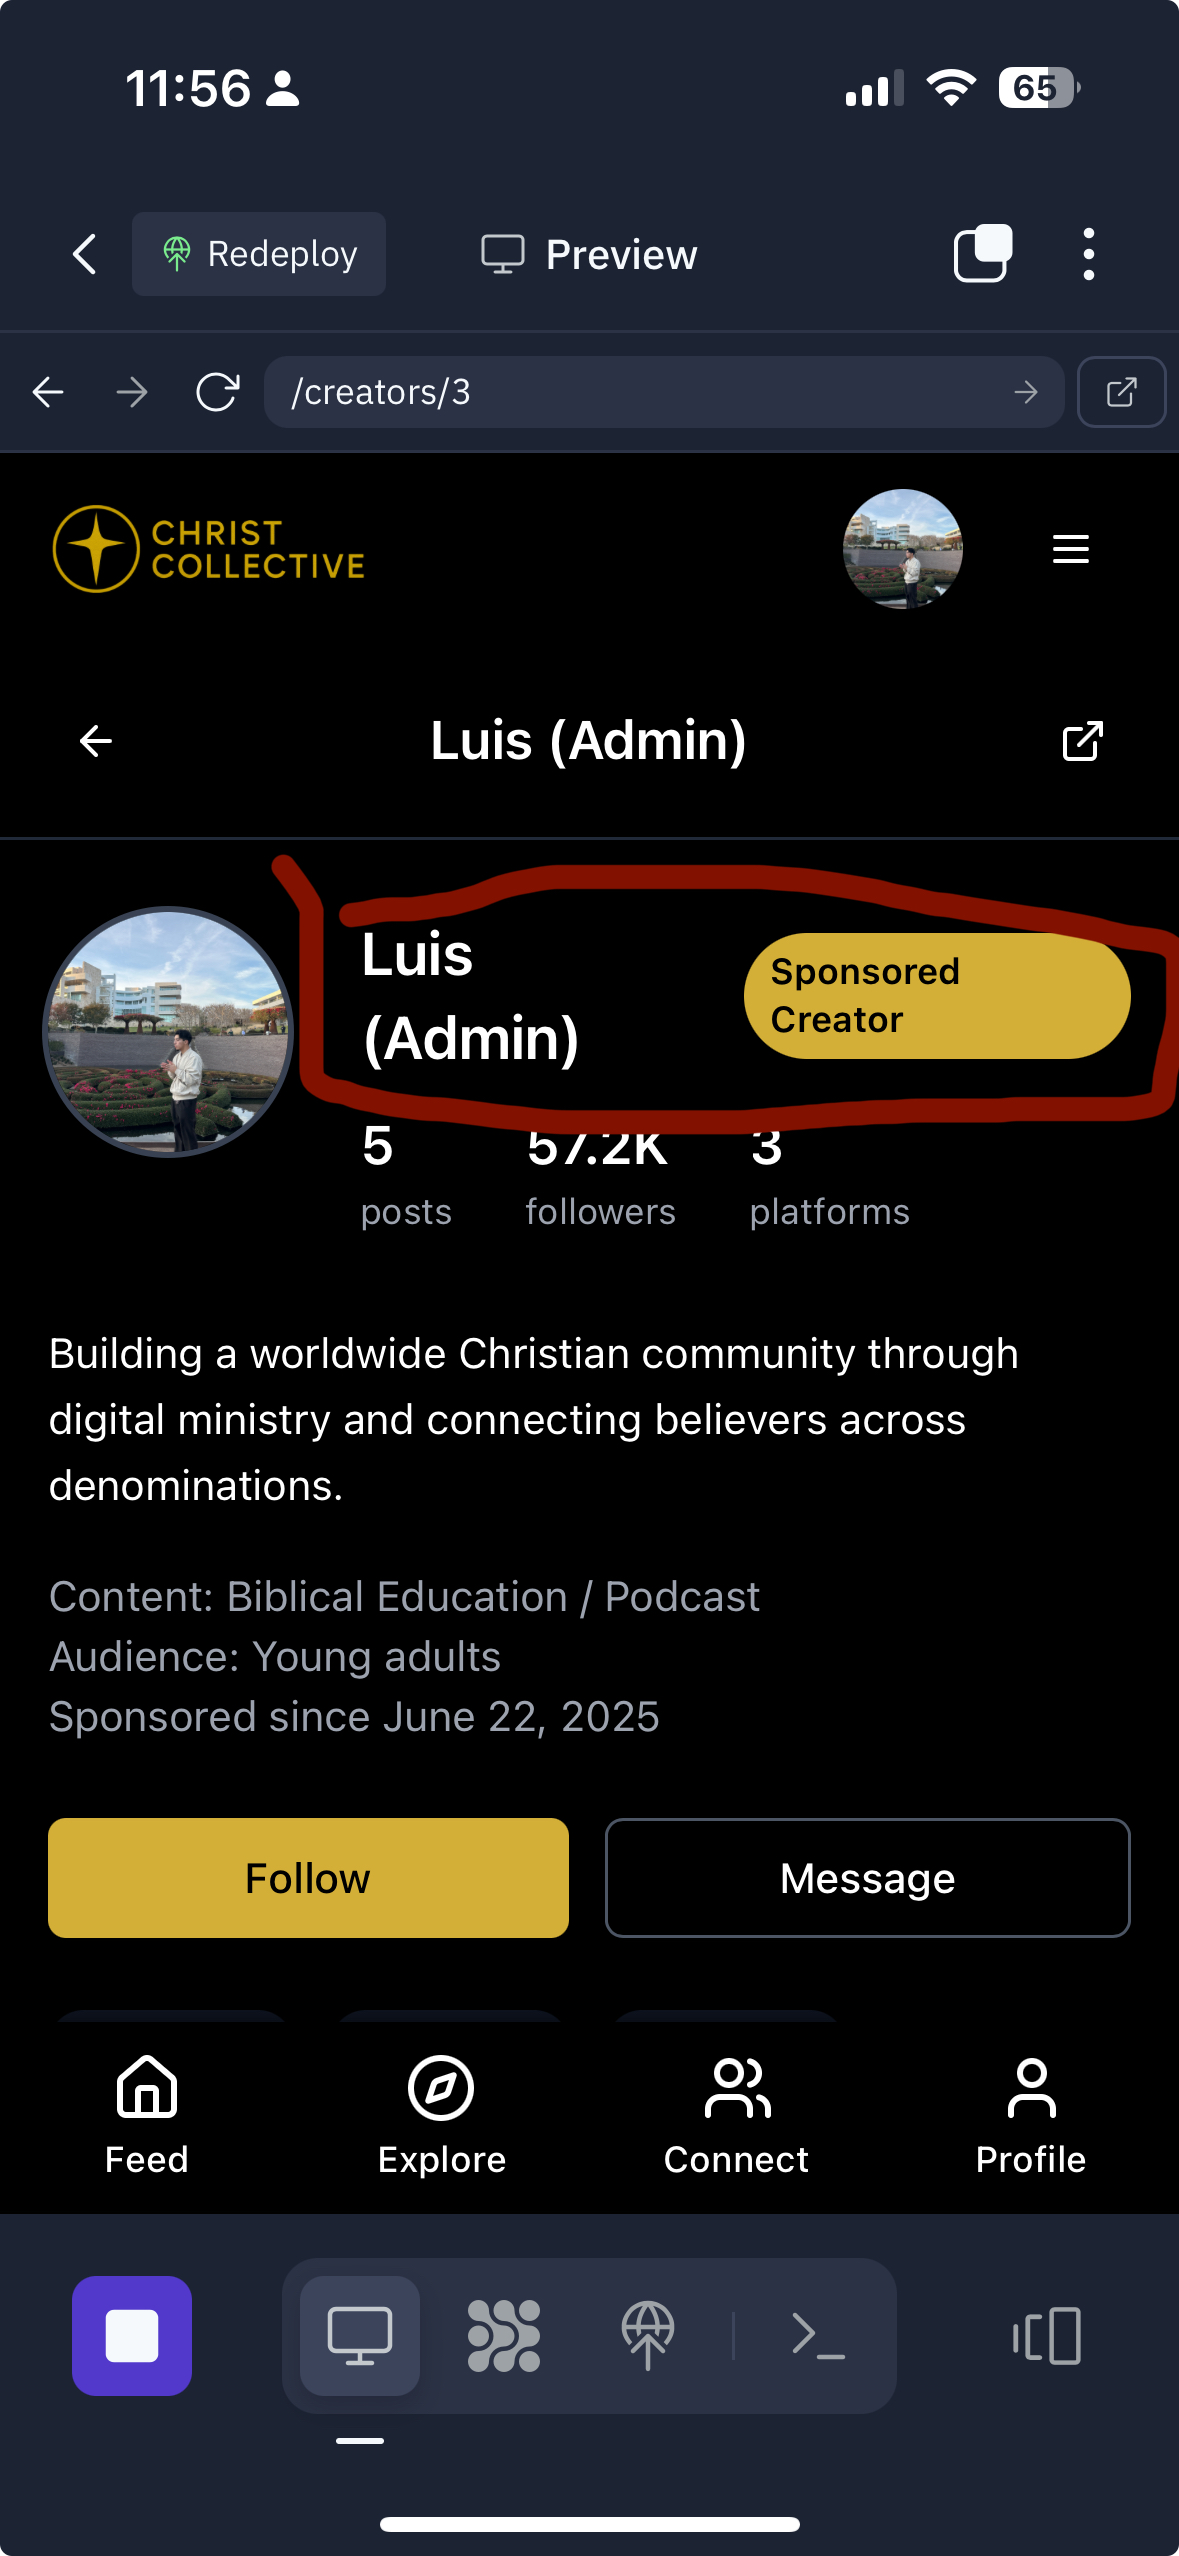 11:56
65
Redeploy
Preview
/creators/3
CHRIST
COLLECTIVE
Luis (Admin)
Luis
(Admin)
Sponsored
Creator
5 57.2K 3
posts followers platforms
Building a worldwide Christian community through
digital ministry and connecting believers across
denominations.
Content: Biblical Education / Podcast
Audience: Young adults
Sponsored since June 22, 2025
Follow
Message
Feed Explore Connect Profile